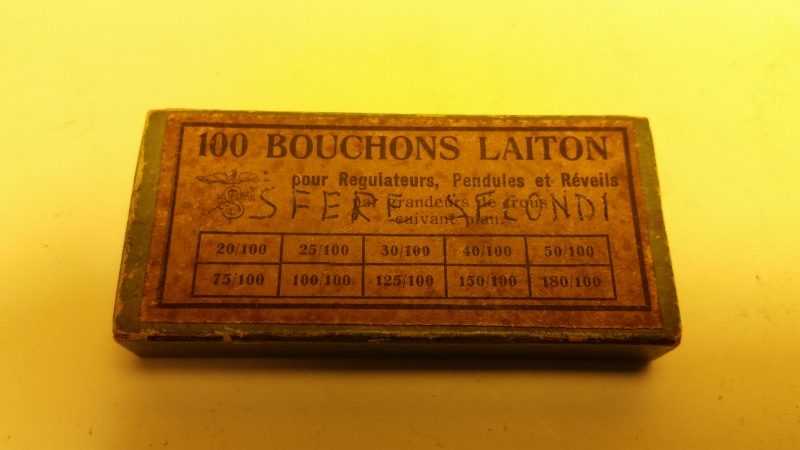 100 BOUCHONS LAITON
pour Regulateurs, Pendules et Réveils
par grandeurs de trous
suivant plan
SFERE SECONDI
20/100 25/100 30/100 40/100 50/100
75/100 100/100 125/100 150/100 180/100